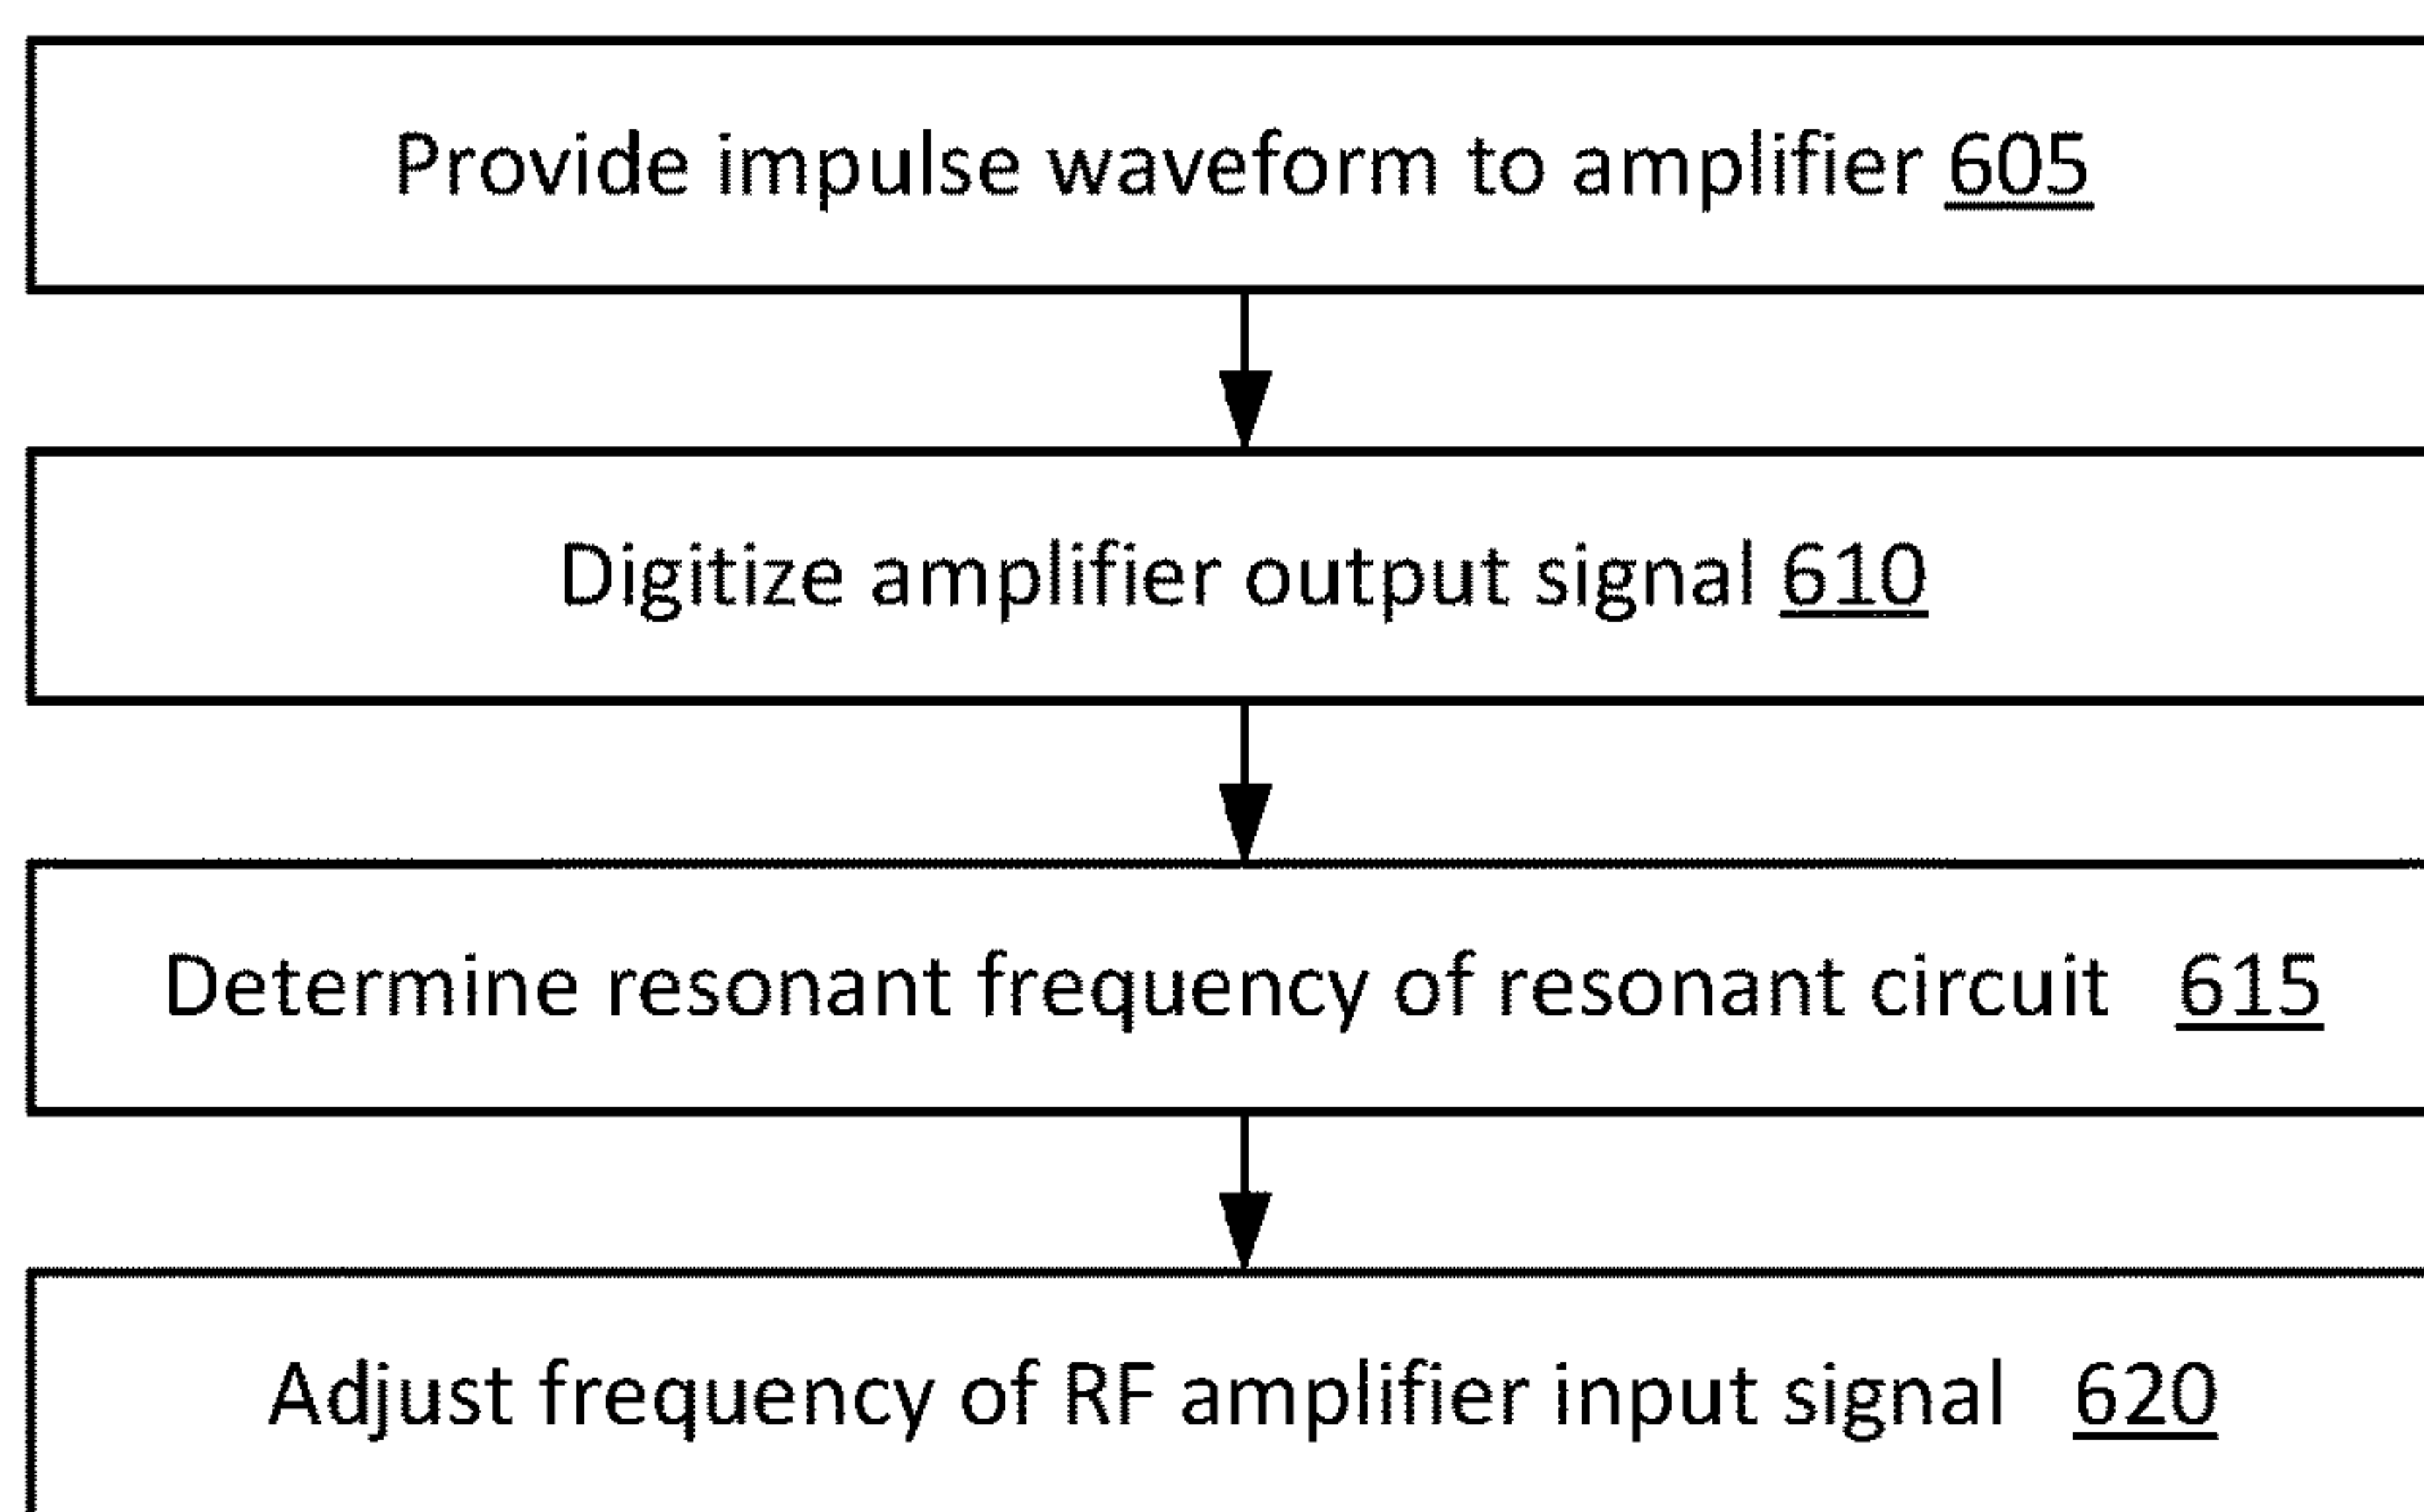 Provide impulse waveform to amplifier 605
Digitize amplifier output signal 610
Determine resonant frequency of resonant circuit 615
Adjust frequency of RF amplifier input signal 620